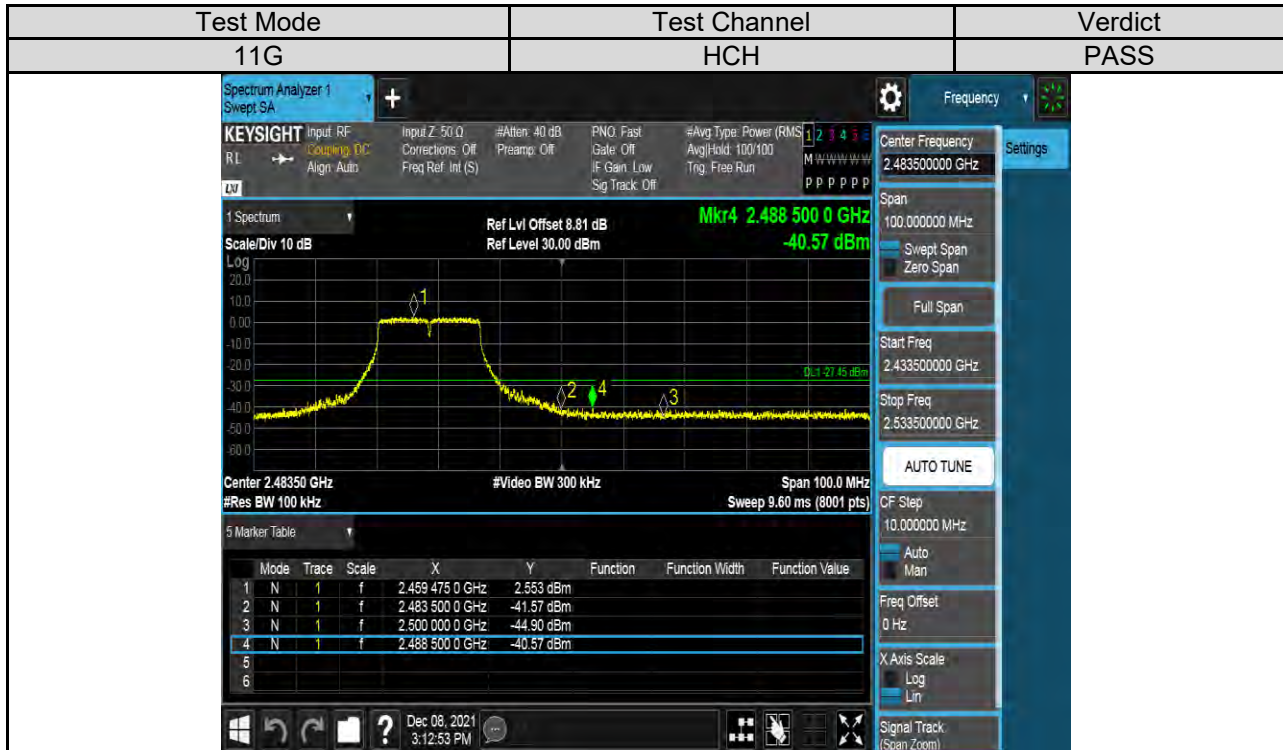 Test Mode Test Channel Verdict
11G HCH PASS
Spectrum Analyzer 1
Swept SA
+
Frequency
KEYSIGHT Input: RF Input Z: 50 Ω #Atten: 40 dB PNO: Fast #Avg Type: Power (RMS 1 2 3 4 5 6
RL Coupling: DC Corrections: Off Preamp: Off Gate: Off Avg|Hold: 100/100 M W W W W W
Align: Auto Freq Ref: Int (S) IF Gain: Low Trig: Free Run
Sig Track: Off P P P P P P
LXI
Center Frequency
2.483500000 GHz
Settings
Span
100.000000 MHz
Swept Span
Zero Span
Full Span
Start Freq
2.433500000 GHz
Stop Freq
2.533500000 GHz
AUTO TUNE
CF Step
10.000000 MHz
Auto
Man
Freq Offset
0 Hz
X Axis Scale
Log
Lin
Signal Track
(Span Zoom)
1 Spectrum
Ref Lvl Offset 8.81 dB
Mkr4 2.488 500 0 GHz
Scale/Div 10 dB
Ref Level 30.00 dBm
-40.57 dBm
Log
20.0
10.0
0.00
-10.0
-20.0
-30.0
-40.0
-50.0
-60.0
1
2
4
3
DL1 -27.45 dBm
Center 2.48350 GHz #Video BW 300 kHz Span 100.0 MHz
#Res BW 100 kHz Sweep 9.60 ms (8001 pts)
5 Marker Table
Mode Trace Scale X Y Function Function Width Function Value
1 N 1 f 2.459 475 0 GHz 2.553 dBm
2 N 1 f 2.483 500 0 GHz -41.57 dBm
3 N 1 f 2.500 000 0 GHz -44.90 dBm
4 N 1 f 2.488 500 0 GHz -40.57 dBm
5
6
? Dec 08, 2021
3:12:53 PM